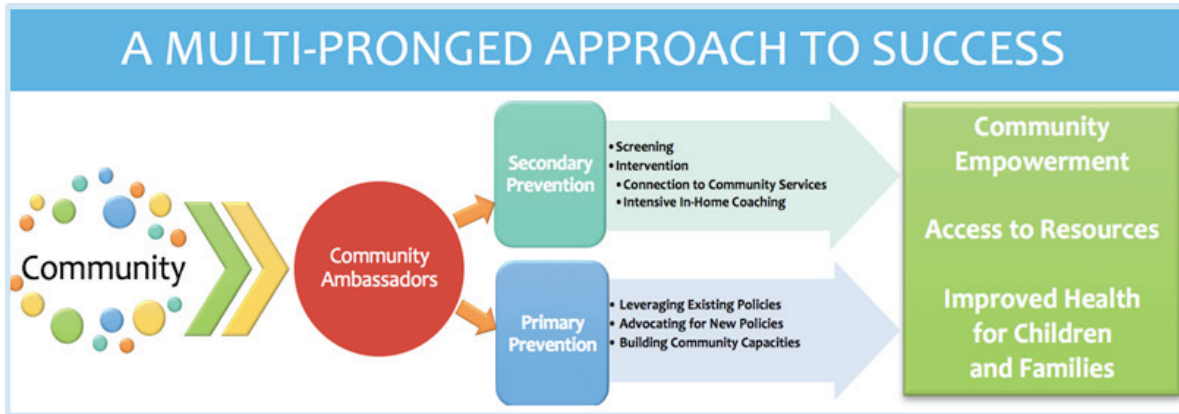 A MULTI-PRONGED APPROACH TO SUCCESS
Community
Community
Ambassadors
Secondary
Prevention
•Screening
•Intervention
•Connection to Community Services
•Intensive In-Home Coaching
Primary
Prevention
• Leveraging Existing Policies
• Advocating for New Policies
• Building Community Capacities
Community
Empowerment
Access to Resources
Improved Health
for Children
and Families